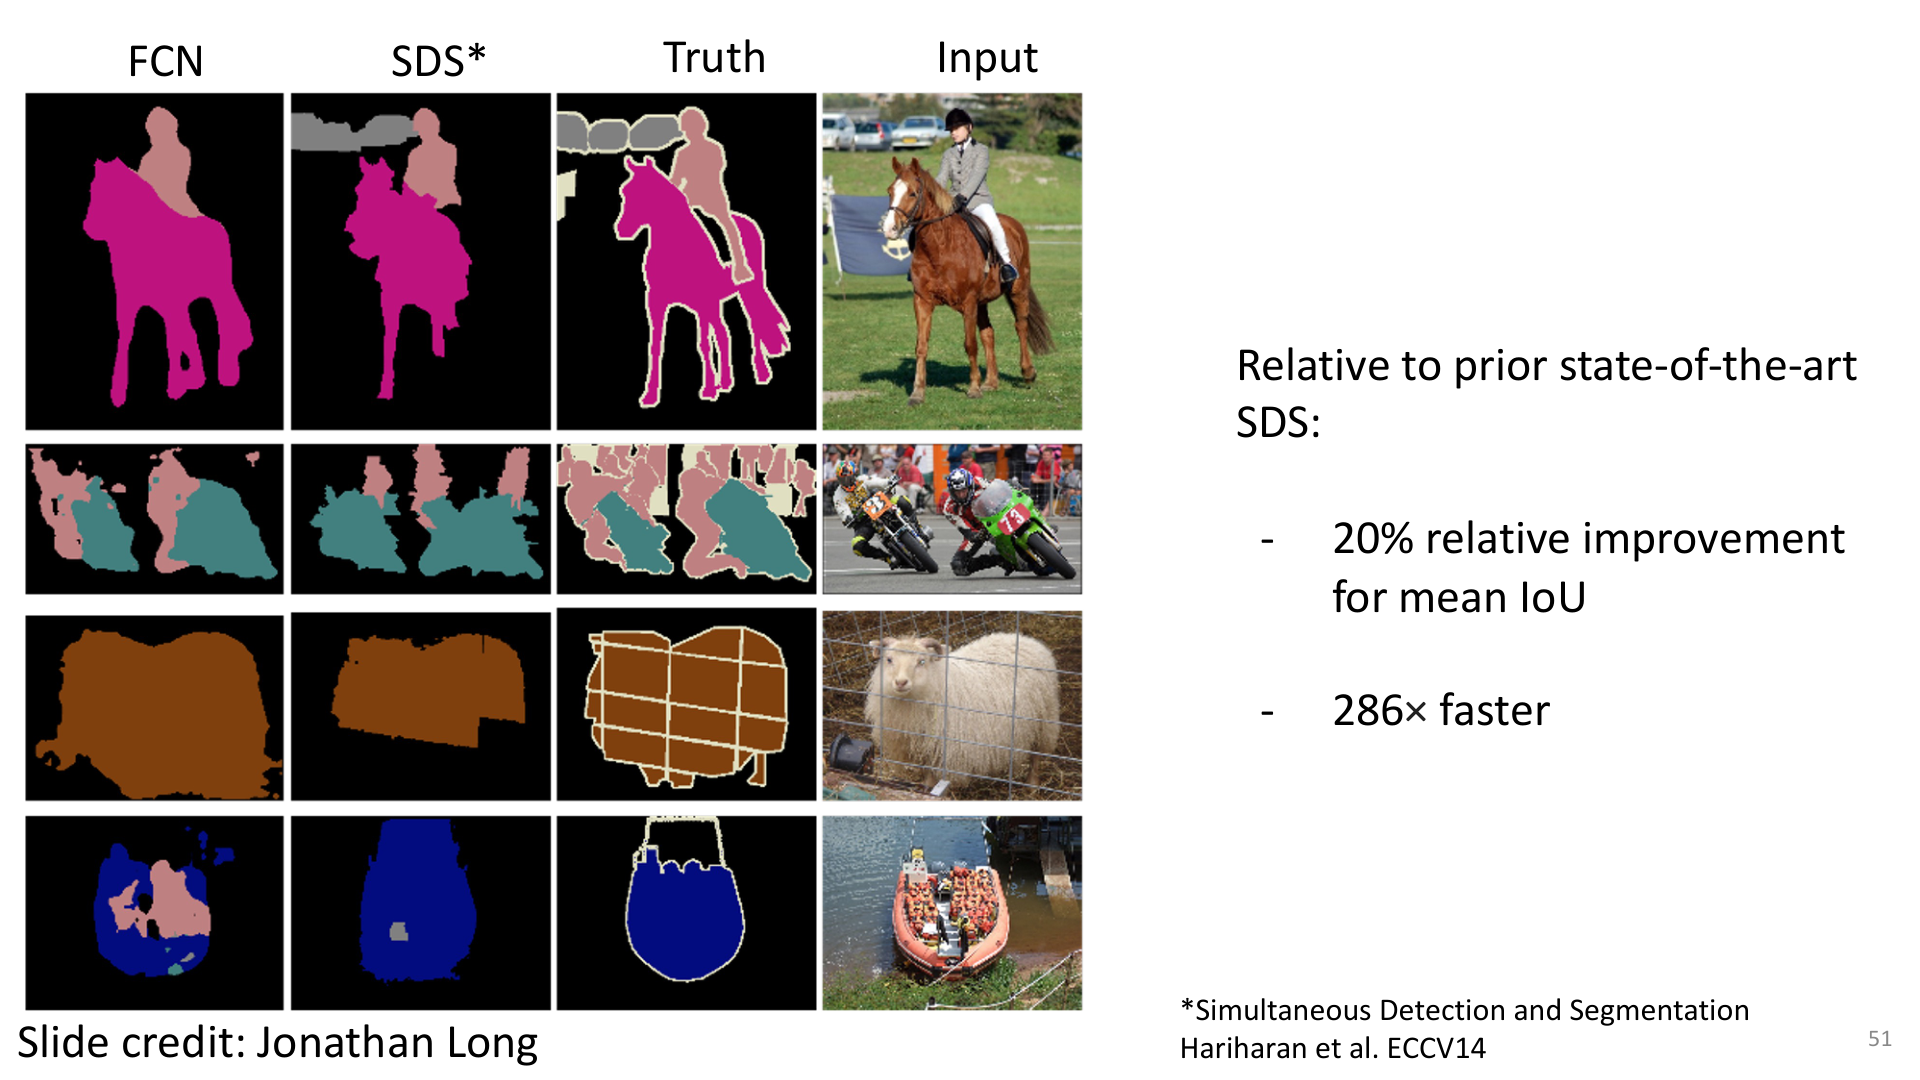 FCN
SDS*
Truth
Input
73
Relative to prior state-of-the-art
SDS:
- 20% relative improvement
for mean IoU
- 286× faster
*Simultaneous Detection and Segmentation
Hariharan et al. ECCV14
Slide credit: Jonathan Long
51